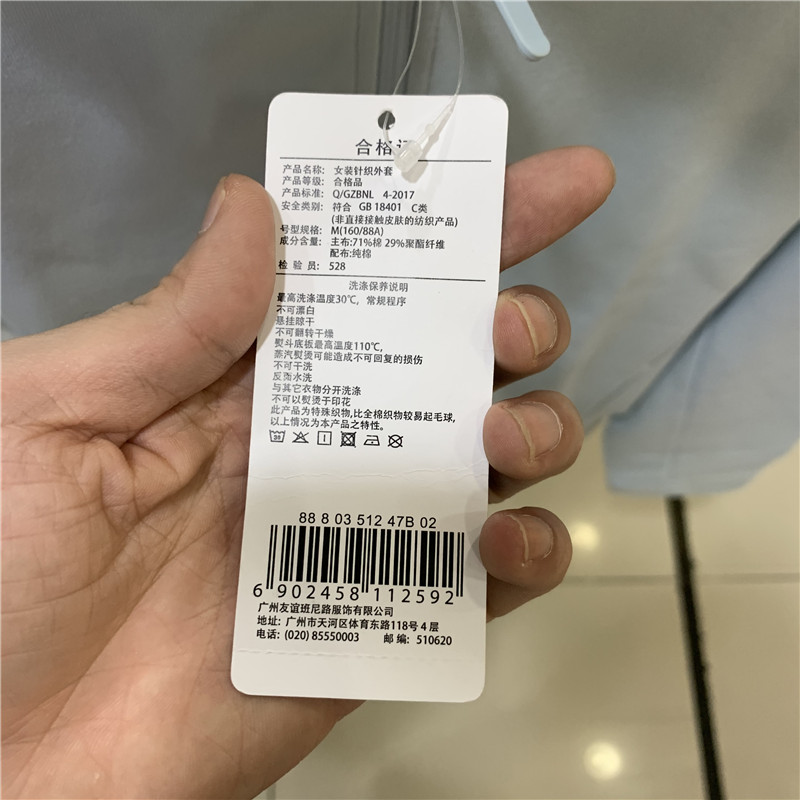 合格证
产品名称: 女装针织外套
产品等级: 合格品
产品标准: Q/GZBNL 4-2017
安全类别: 符合 GB 18401 C类
(非直接接触皮肤的纺织产品)
号型规格: M(160/88A)
成分含量: 主布:71%棉 29%聚酯纤维
配布:纯棉
检 验 员: 528
洗涤保养说明
最高洗涤温度30℃, 常规程序
不可漂白
悬挂晾干
不可翻转干燥
熨斗底板最高温度110℃,
蒸汽熨烫可能造成不可回复的损伤
不可干洗
反面水洗
与其它衣物分开洗涤
不可以熨烫干印花
此产品为特殊织物,比全棉织物较易起毛球,
以上情况为本产品之特性。
88 8 03 512 47B 02
6 902458 112592
广州友谊班尼路服饰有限公司
地址: 广州市天河区体育东路118号4层
电话: (020) 85550003 邮 编: 510620